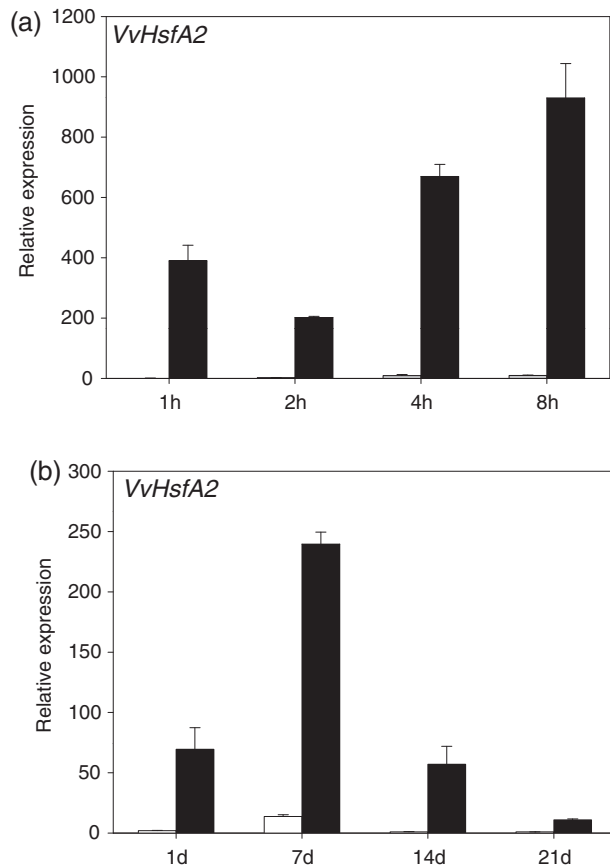 (a)
VvHsfA2
Relative expression
1200
1000
800
600
400
200
0
1h 2h 4h 8h
(b)
VvHsfA2
Relative expression
300
250
200
150
100
50
0
1d 7d 14d 21d